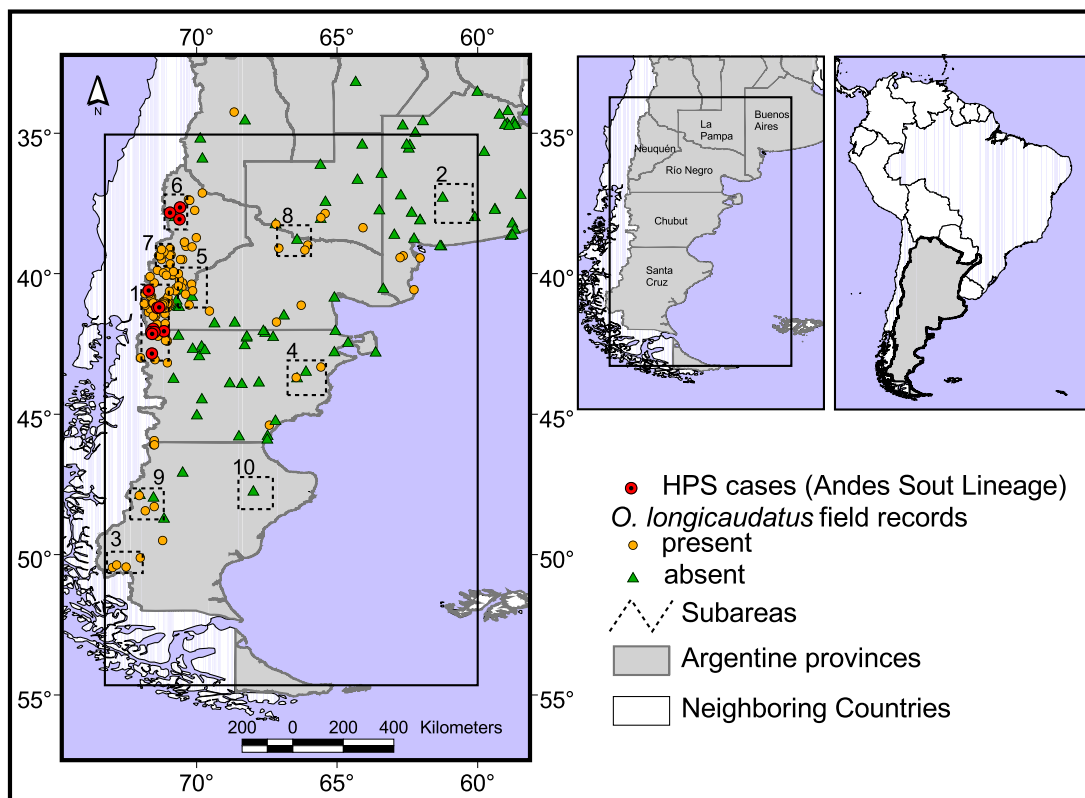 70°
65°
60°
N
35°
40°
45°
50°
55°
6
2
8
7
5
1
4
9
10
3
200 0 200 400 Kilometers
70°
65°
60°
35°
40°
45°
50°
55°
La
Pampa
Buenos
Aires
Neuquén
Río Negro
Chubut
Santa
Cruz
HPS cases (Andes Sout Lineage)
O. longicaudatus field records
present
absent
Subareas
Argentine provinces
Neighboring Countries